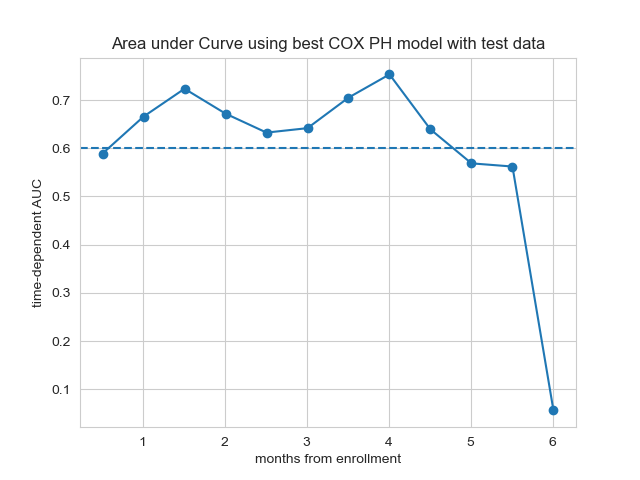 Area under Curve using best COX PH model with test data
time-dependent AUC
0.7
0.6
0.5
0.4
0.3
0.2
0.1
1 2 3 4 5 6
months from enrollment